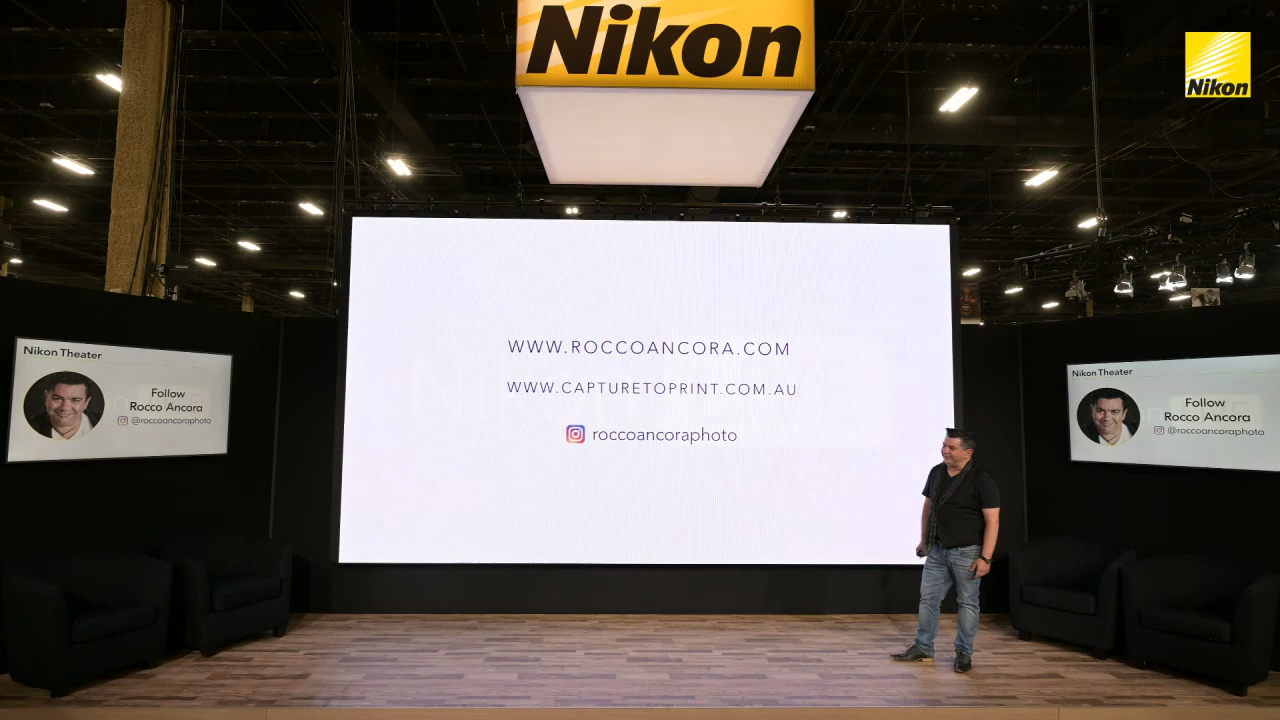 Nikon
Nikon
WWW.ROCCOANCORA.COM
WWW.CAPTURETOPRINT.COM.AU
roccoancoraphoto
Nikon Theater
Follow
Rocco Ancora
@roccoancoraphoto
Nikon Theater
Follow
Rocco Ancora
@roccoancoraphoto